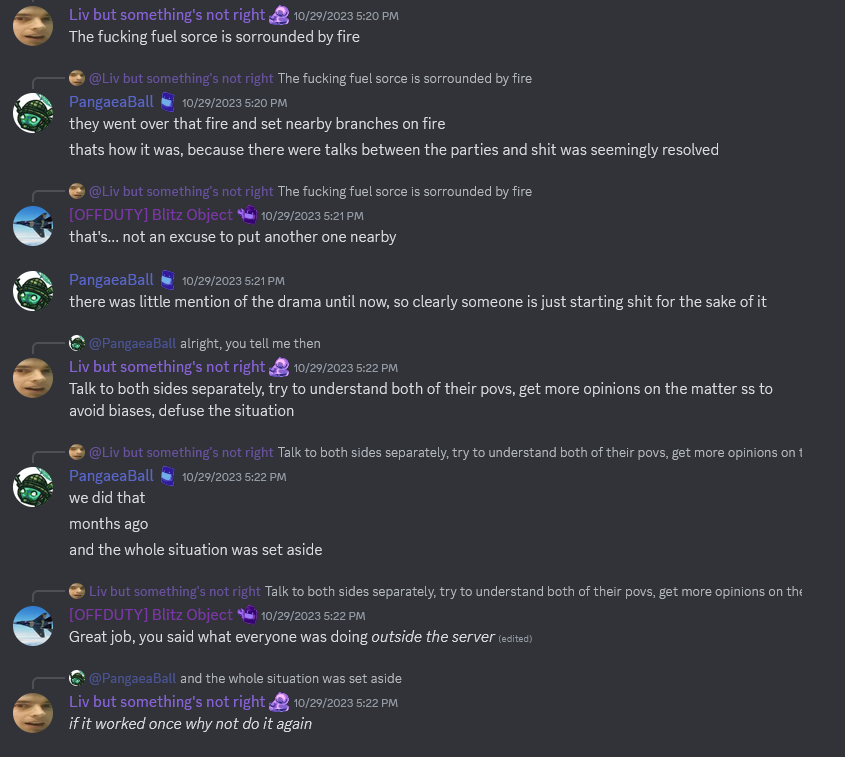 Liv but something's not right 10/29/2023 5:20 PM
The fucking fuel sorce is sorrounded by fire
@Liv but something's not right The fucking fuel sorce is sorrounded by fire
PangaeaBall 10/29/2023 5:20 PM
they went over that fire and set nearby branches on fire
thats how it was, because there were talks between the parties and shit was seemingly resolved
@Liv but something's not right The fucking fuel sorce is sorrounded by fire
[OFFDUTY] Blitz Object 10/29/2023 5:21 PM
that's... not an excuse to put another one nearby
PangaeaBall 10/29/2023 5:21 PM
there was little mention of the drama until now, so clearly someone is just starting shit for the sake of it
@PangaeaBall alright, you tell me then
Liv but something's not right 10/29/2023 5:22 PM
Talk to both sides separately, try to understand both of their povs, get more opinions on the matter ss to
avoid biases, defuse the situation
@Liv but something's not right Talk to both sides separately, try to understand both of their povs, get more opinions on
PangaeaBall 10/29/2023 5:22 PM
we did that
months ago
and the whole situation was set aside
Liv but something's not right Talk to both sides separately, try to understand both of their povs, get more opinions on the
[OFFDUTY] Blitz Object 10/29/2023 5:22 PM
Great job, you said what everyone was doing outside the server (edited)
@PangaeaBall and the whole situation was set aside
Liv but something's not right 10/29/2023 5:22 PM
if it worked once why not do it again